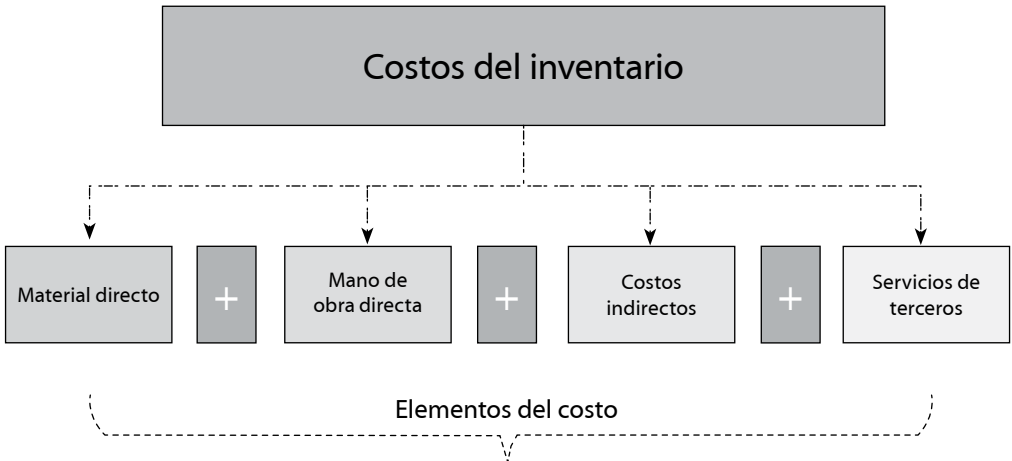 Costos del inventario
Material directo
+
Mano de
obra directa
+
Costos
indirectos
+
Servicios de
terceros
Elementos del costo